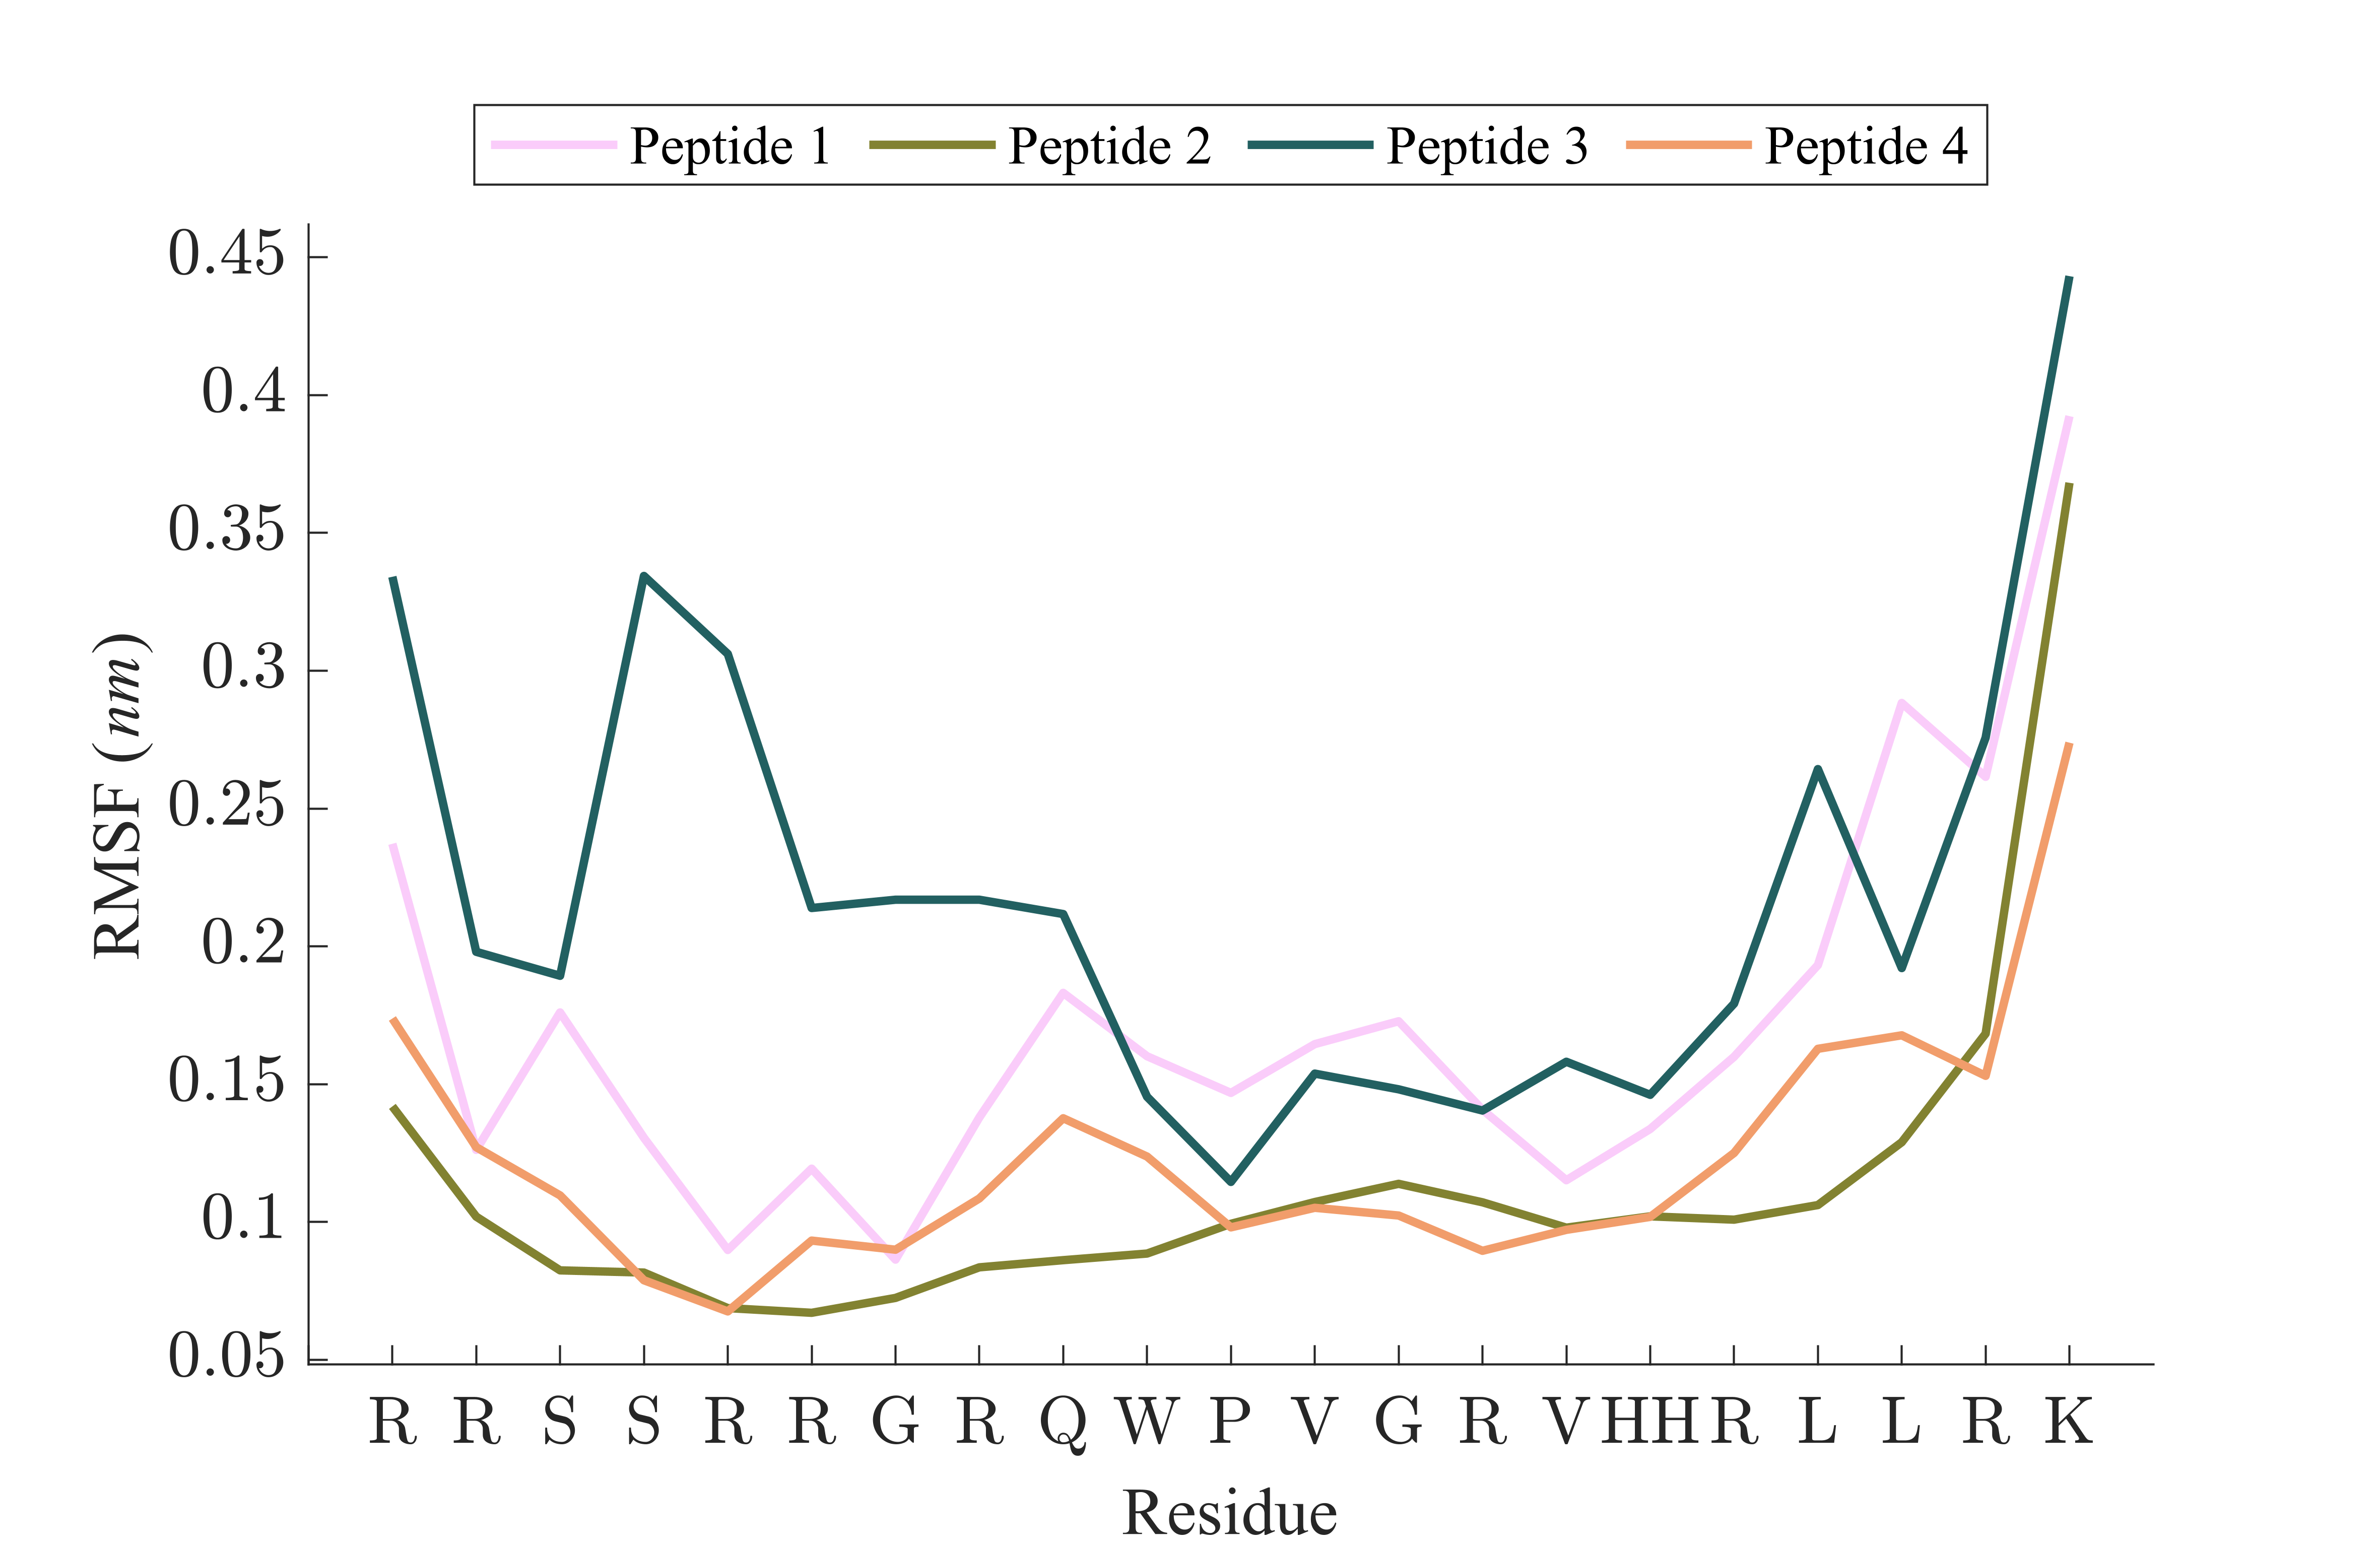 Peptide 1 Peptide 2 Peptide 3 Peptide 4
0.45
0.4
0.35
0.3
0.25
0.2
0.15
0.1
0.05
RMSF (nm)
R R S S R R G R Q W P V G R V HHH R L L R K
Residue